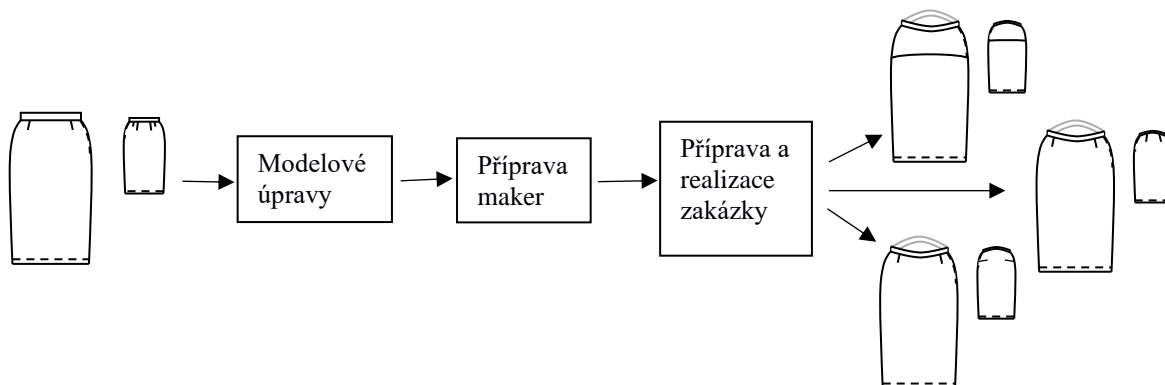 Modelové
úpravy
Příprava
maker
Příprava a
realizace
zakázky